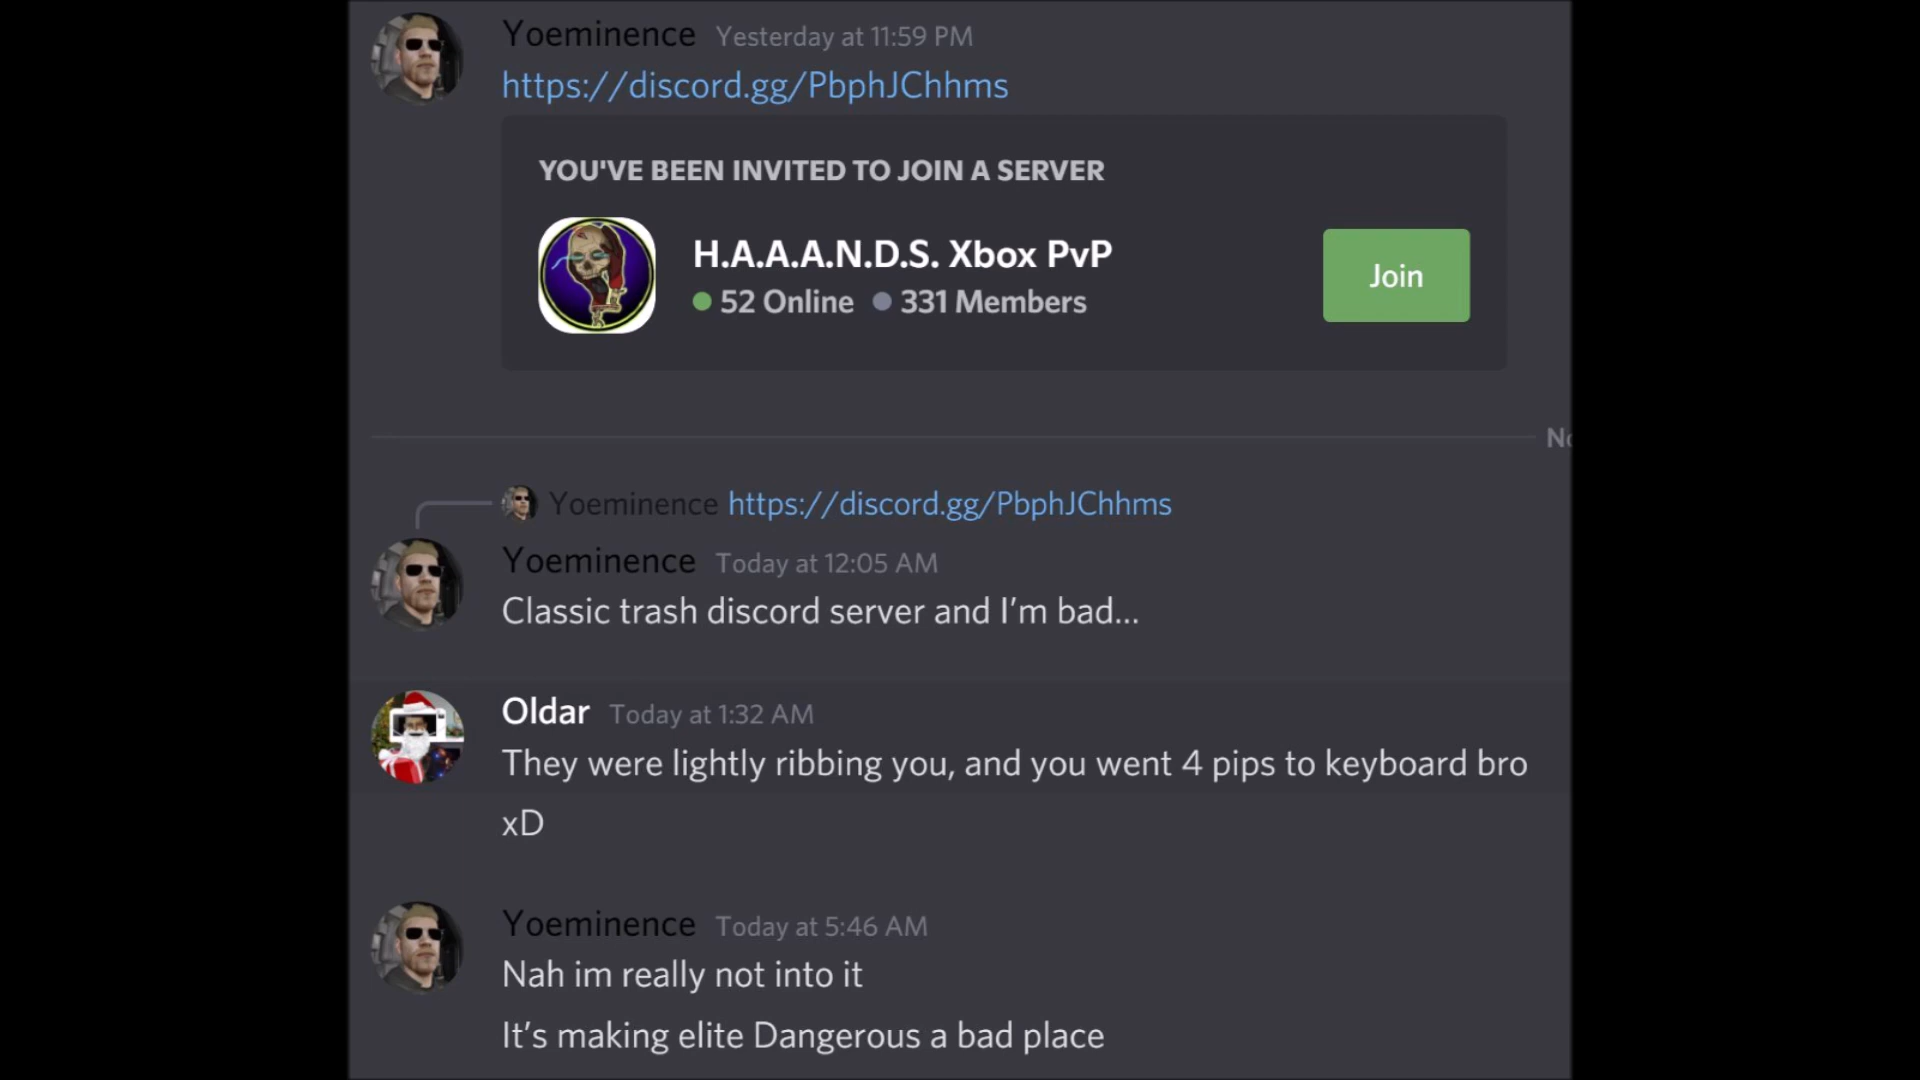 Yoeminence Yesterday at 11:59 PM
https://discord.gg/PbphJChhms
YOU'VE BEEN INVITED TO JOIN A SERVER
H.A.A.A.N.D.S. Xbox PvP
52 Online 331 Members
Join
Yoeminence https://discord.gg/PbphJChhms
Yoeminence Today at 12:05 AM
Classic trash discord server and I’m bad...
Oldar Today at 1:32 AM
They were lightly ribbing you, and you went 4 pips to keyboard bro
xD
Yoeminence Today at 5:46 AM
Nah im really not into it
It’s making elite Dangerous a bad place